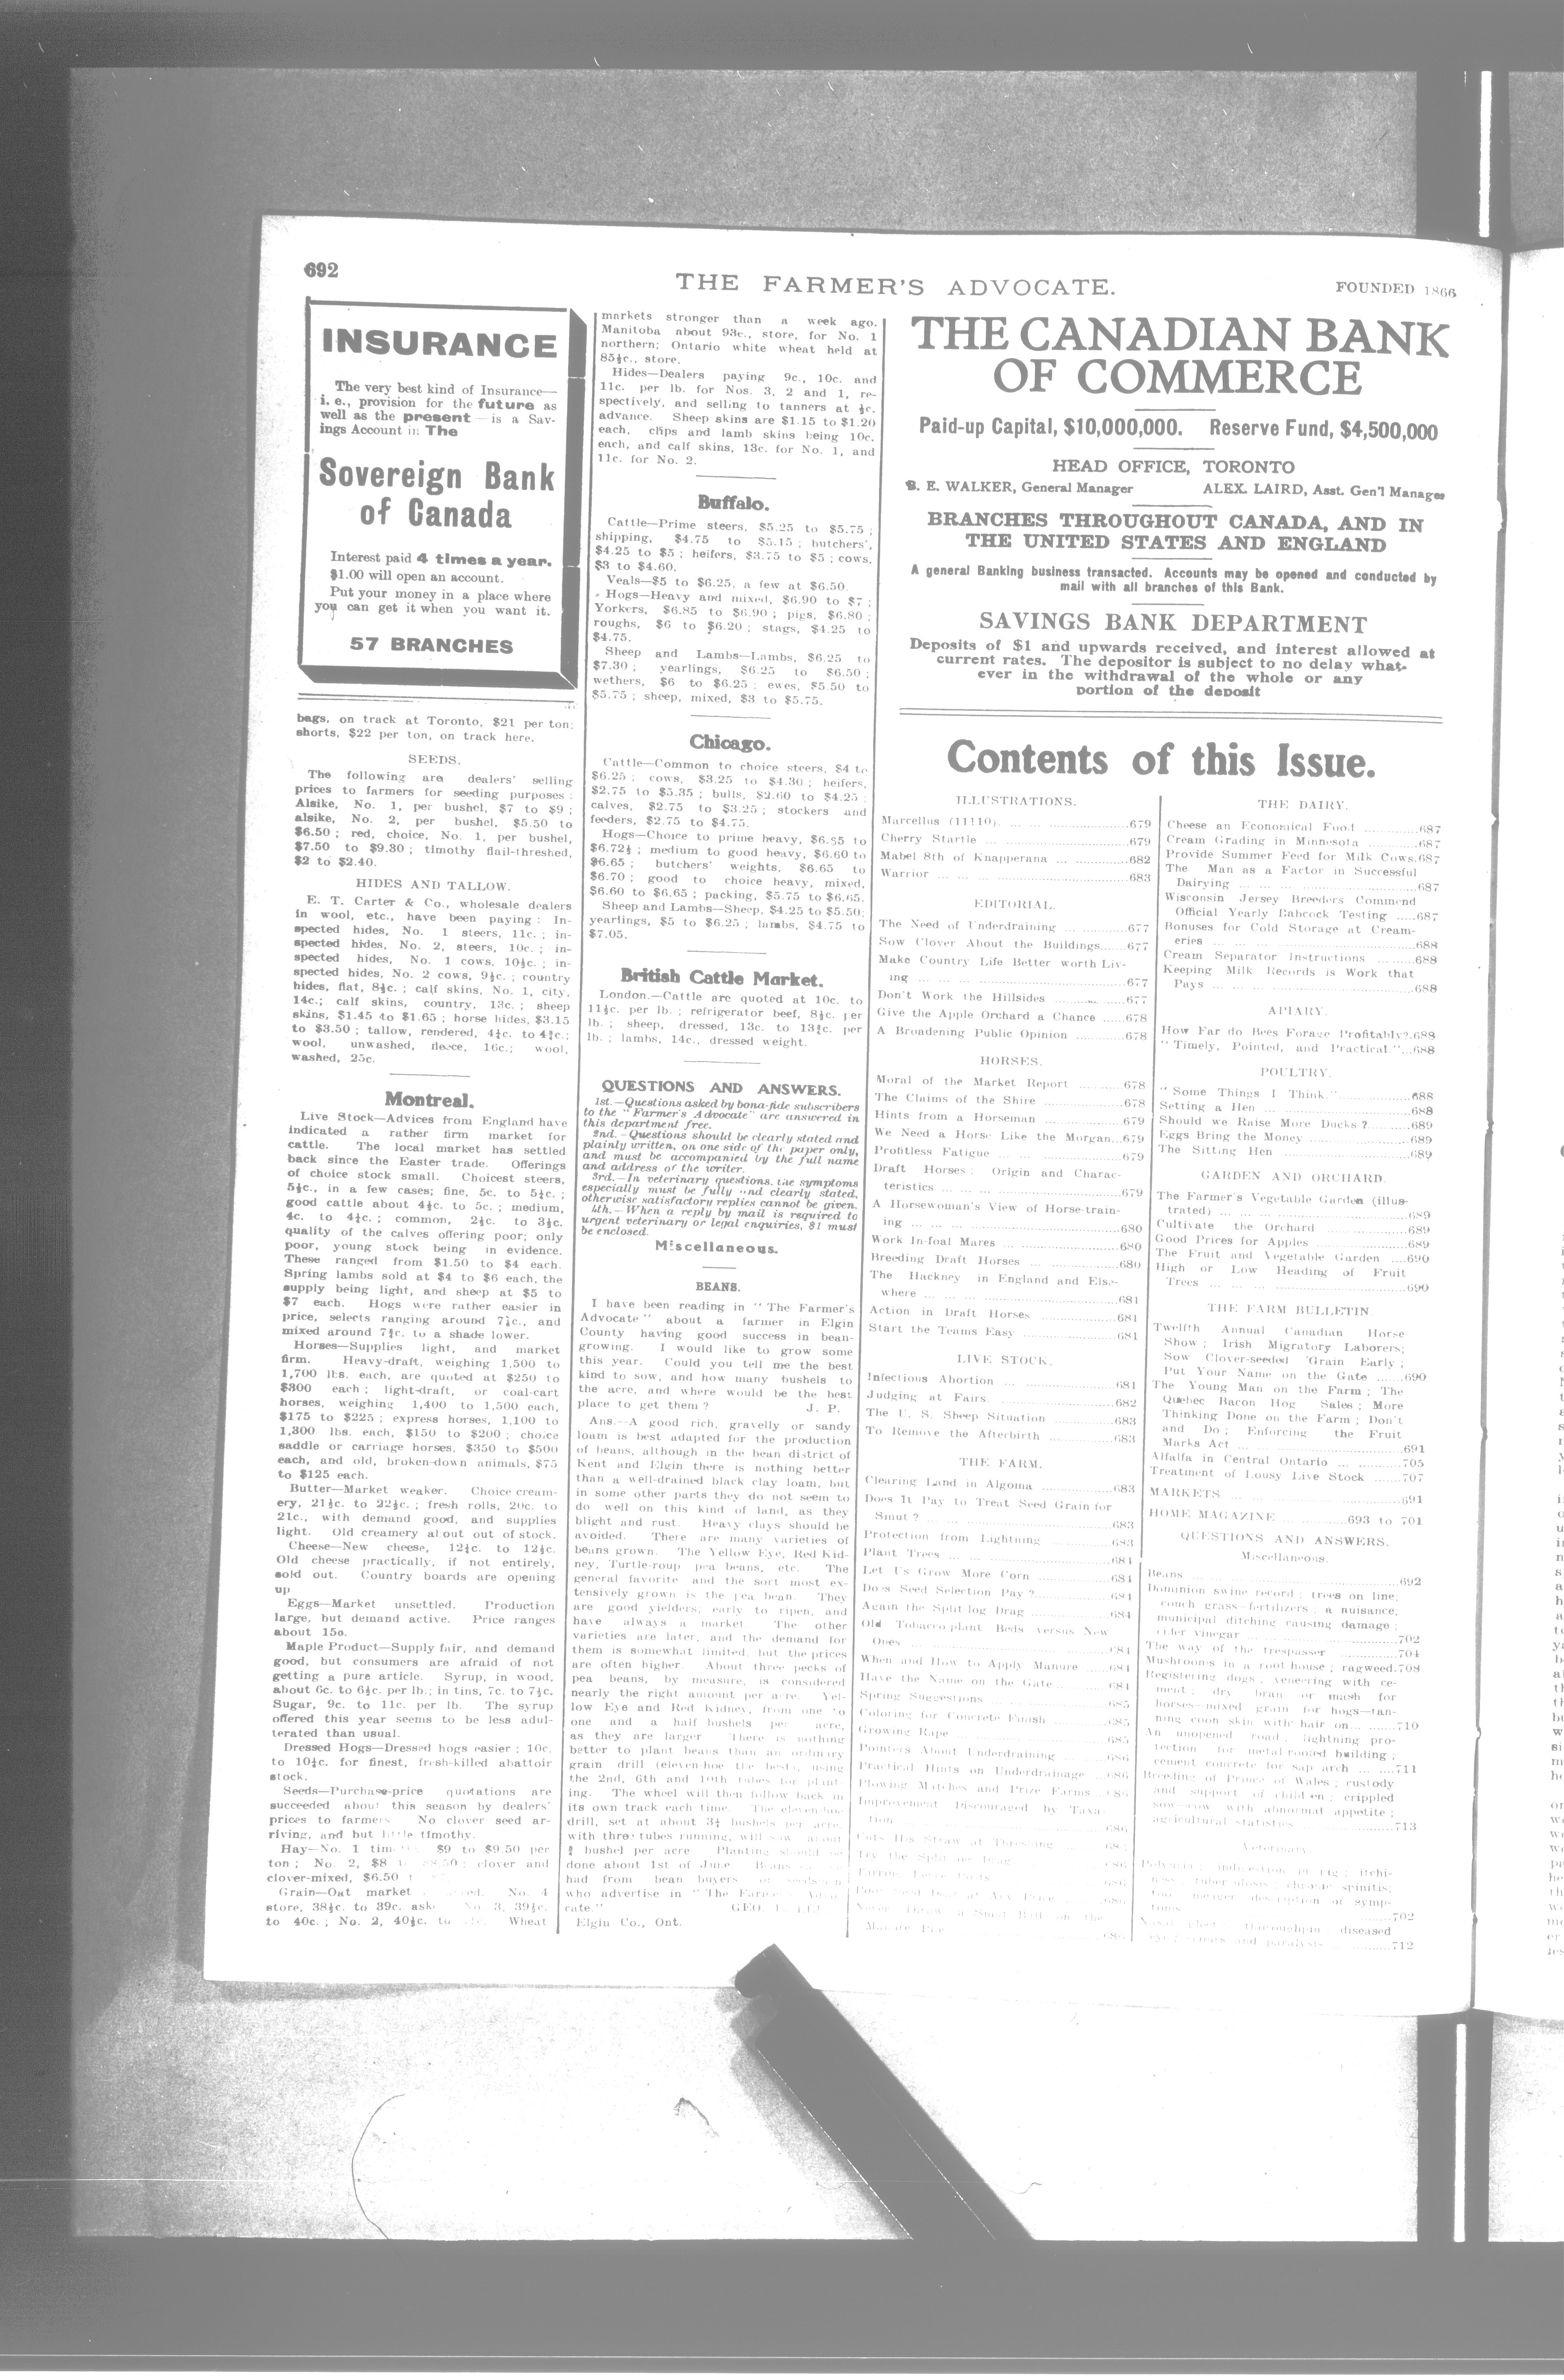 692
THE FARMER'S ADVOCATE.
FOUNDED 1866
INSURANCE
The very best kind of Insurance—
i. e., provision for the future as
well as the present—is a Sav-
ings Account in The
Sovereign Bank
of Canada
Interest paid 4 times a year.
$1.00 will open an account.
Put your money in a place where
you can get it when you want it.
57 BRANCHES
bags, on track at Toronto, $21 per ton;
shorts, $22 per ton, on track here.
SEEDS.
The following are dealers' selling
prices to farmers for seeding purposes :
Alsike, No. 1, per bushel, $7 to $9 ;
alsike, No. 2, per bushel, $5.50 to
$6.50 ; red, choice, No. 1, per bushel,
$7.50 to $9.30 ; timothy flail-threshed,
$2 to $2.40.
HIDES AND TALLOW.
E. T. Carter & Co., wholesale dealers
in wool, etc., have been paying : In-
spected hides, No. 1 steers, 11c. ; in-
spected hides, No. 2, steers, 10c. ; in-
spected hides, No. 1 cows, 10½c. ; in-
spected hides, No. 2 cows, 9½c. ; country
hides, flat, 8½c. ; calf skins, No. 1, city,
14c.; calf skins, country, 13c. ; sheep
skins, $1.45 to $1.65 ; horse hides, $3.15
to $3.50 ; tallow, rendered, 4¼c. to 4¾c.;
wool, unwashed, fleece, 16c.; wool,
washed, 25c.
Montreal.
Live Stock—Advices from England have
indicated a rather firm market for
cattle. The local market has settled
back since the Easter trade. Offerings
of choice stock small. Choicest steers,
5½c., in a few cases; fine, 5c. to 5¼c. ;
good cattle about 4½c. to 5c. ; medium,
4c. to 4½c. ; common, 2½c. to 3½c.
quality of the calves offering poor; only
poor, young stock being in evidence.
These ranged from $1.50 to $4 each.
Spring lambs sold at $4 to $6 each, the
supply being light, and sheep at $5 to
$7 each. Hogs were rather easier in
price, selects ranging around 7½c., and
mixed around 7¼c. to a shade lower.
Horses—Supplies light, and market
firm. Heavy-draft, weighing 1,500 to
1,700 lbs. each, are quoted at $250 to
$300 each ; light-draft, or coal-cart
horses, weighing 1,400 to 1,500 each,
$175 to $225 ; express horses, 1,100 to
1,300 lbs. each, $150 to $200 ; choice
saddle or carriage horses, $350 to $500
each, and old, broken-down animals, $75
to $125 each.
Butter—Market weaker. Choice cream-
ery, 21½c. to 22½c. ; fresh rolls, 20c. to
21c., with demand good, and supplies
light. Old creamery about out of stock.
Cheese—New cheese, 12¼c. to 12½c.
Old cheese practically, if not entirely,
sold out. Country boards are opening
up.
Eggs—Market unsettled. Production
large, but demand active. Price ranges
about 15c.
Maple Product—Supply fair, and demand
good, but consumers are afraid of not
getting a pure article. Syrup, in wood,
about 6c. to 6½c. per lb.; in tins, 7c. to 7½c.
Sugar, 9c. to 11c. per lb. The syrup
offered this year seems to be less adul-
terated than usual.
Dressed Hogs—Dressed hogs easier ; 10c.
to 10¼c. for finest, fresh-killed abattoir
stock.
Seeds—Purchase-price quotations are
succeeded about this season by dealers'
prices to farmers. No clover seed ar-
riving, and but little timothy.
Hay—No. 1 $9 to $9.50 per
ton ; No. 2, $8 ; clover and
clover-mixed, $6.50
Grain—Oat market No. 4
store, 38½c. to 39c. No. 3, 39½c.
to 40c. ; No. 2, 40½c. to Wheat
markets stronger than a week ago.
Manitoba about 93c., store, for No. 1
northern; Ontario white wheat held at
85½c., store.
Hides—Dealers paying 9c., 10c. and
11c. per lb. for Nos. 3, 2 and 1, re-
spectively, and selling to tanners at ½c.
advance. Sheep skins are $1.15 to $1.20
each, clips and lamb skins being 10c.
each, and calf skins, 13c. for No. 1, and
11c. for No. 2.
Buffalo.
Cattle—Prime steers, $5.25 to $5.75 ;
shipping, $4.75 to $5.15 ; butchers',
$4.25 to $5 ; heifers, $3.75 to $5 ; cows,
$3 to $4.60.
Veals—$5 to $6.25, a few at $6.50.
Hogs—Heavy and mixed, $6.90 to $7 ;
Yorkers, $6.85 to $6.90 ; pigs, $6.80 ;
roughs, $6 to $6.20 ; stags, $4.25 to
$4.75.
Sheep and Lambs—Lambs, $6.25 to
$7.30 ; yearlings, $6.25 to $6.50 ;
wethers, $6 to $6.25 ; ewes, $5.50 to
$5.75 ; sheep, mixed, $3 to $5.75.
Chicago.
Cattle—Common to choice steers, $4 to
$6.25 ; cows, $3.25 to $4.30 ; heifers,
$2.75 to $5.35 ; bulls, $2.60 to $4.25 ;
calves, $2.75 to $3.25 ; stockers and
feeders, $2.75 to $4.75.
Hogs—Choice to prime heavy, $6.65 to
$6.72½ ; medium to good heavy, $6.60 to
$6.65 ; butchers' weights, $6.65 to
$6.70 ; good to choice heavy, mixed,
$6.60 to $6.65 ; packing, $5.75 to $6.65.
Sheep and Lambs—Sheep, $4.25 to $5.50;
yearlings, $5 to $6.25 ; lambs, $4.75 to
$7.05.
British Cattle Market.
London.—Cattle are quoted at 10c. to
11½c. per lb. ; refrigerator beef, 8½c. per
lb. ; sheep, dressed, 13c. to 13¾c. per
lb. ; lambs, 14c., dressed weight.
QUESTIONS AND ANSWERS.
1st.—Questions asked by bona-fide subscribers
to the "Farmer's Advocate" are answered in
this department free.
2nd.—Questions should be clearly stated and
plainly written, on one side of the paper only,
and must be accompanied by the full name
and address of the writer.
3rd.—In veterinary questions, the symptoms
especially must be fully and clearly stated,
otherwise satisfactory replies cannot be given.
4th.—When a reply by mail is required to
urgent veterinary or legal enquiries, $1 must
be enclosed.
Miscellaneous.
BEANS.
I have been reading in " The Farmer's
Advocate " about a farmer in Elgin
County having good success in bean-
growing. I would like to grow some
this year. Could you tell me the best
kind to sow, and how many bushels to
the acre, and where would be the best
place to get them ? J. P.
Ans.—A good rich, gravelly or sandy
loam is best adapted for the production
of beans, although in the bean district of
Kent and Elgin there is nothing better
than a well-drained black clay loam, but
in some other parts they do not seem to
do well on this kind of land, as they
blight and rust. Heavy clays should be
avoided. There are many varieties of
beans grown. The Yellow Eye, Red Kid-
ney, Turtle-soup pea beans, etc. The
general favorite and the sort most ex-
tensively grown is the pea bean. They
are good yielders, early to ripen, and
have always a market. The other
varieties are later, and the demand for
them is somewhat limited, but the prices
are often higher. About three pecks of
pea beans, by measure, is considered
nearly the right amount per acre. Yel-
low Eye and Red Kidney, from one to
one and a half bushels per acre,
as they are larger. There is nothing
better to plant beans than an ordinary
grain drill (eleven-hoe the best), using
the 2nd, 6th and 10th tubes for plant-
ing. The wheel will then follow back in
its own track each time. The eleven-hoe
drill, set at about 3¼ bushels per acre,
with three tubes running, will sow about
¾ bushel per acre. Planting should be
done about 1st of June. Beans
had from bean buyers or seedsmen
who advertise in " The Farmer's Advo-
cate."
GEO.
Elgin Co., Ont.
THE CANADIAN BANK
OF COMMERCE
Paid-up Capital, $10,000,000. Reserve Fund, $4,500,000
HEAD OFFICE, TORONTO
B. E. WALKER, General Manager ALEX. LAIRD, Asst. Gen'l Manager
BRANCHES THROUGHOUT CANADA, AND IN
THE UNITED STATES AND ENGLAND
A general Banking business transacted. Accounts may be opened and conducted by
mail with all branches of this Bank.
SAVINGS BANK DEPARTMENT
Deposits of $1 and upwards received, and interest allowed at
current rates. The depositor is subject to no delay what-
ever in the withdrawal of the whole or any
portion of the deposit
Contents of this Issue.
ILLUSTRATIONS.
Marcellus (11110) ... 679
Cherry Startle ... 679
Mabel 8th of Knapperana ... 682
Warrior ... 683
EDITORIAL.
The Need of Underdraining ... 677
Sow Clover About the Buildings ... 677
Make Country Life Better worth Liv-
ing ... 677
Don't Work the Hillsides ... 677
Give the Apple Orchard a Chance ... 678
A Broadening Public Opinion ... 678
HORSES.
Moral of the Market Report ... 678
The Claims of the Shire ... 678
Hints from a Horseman ... 679
We Need a Horse Like the Morgan...679
Profitless Fatigue ... 679
Draft Horses : Origin and Charac-
teristics ... 679
A Horsewoman's View of Horse-train-
ing ... 680
Work In-foal Mares ... 680
Breeding Draft Horses ... 680
The Hackney in England and Else-
where ... 681
Action in Draft Horses ... 681
Start the Teams Easy ... 681
LIVE STOCK.
Infectious Abortion ... 681
Judging at Fairs ... 682
The U. S. Sheep Situation ... 683
To Remove the Afterbirth ... 683
THE FARM.
Clearing Land in Algoma ... 683
Does It Pay to Treat Seed Grain for
Smut ? ... 683
Protection from Lightning ... 683
Plant Trees ... 684
Let Us Grow More Corn ... 684
Does Seed Selection Pay ? ... 684
Again the Split-log Drag ... 684
Old Tobacco-plant Beds versus New
Ones ... 684
When and How to Apply Manure ... 684
Have the Name on the Gate ... 684
Spring Suggestions ... 685
Coloring for Concrete Finish ... 685
Growing Rape ... 685
Pointers About Underdraining ... 686
Practical Hints on Underdrainage ... 686
Plowing Matches and Prize Farms ... 686
Improvement Discouraged by Taxa-
tion ... 686
Cuts His Straw at Threshing
Try the Split-log Drag
Manure Pile
THE DAIRY.
Cheese an Economical Food ... 687
Cream Grading in Minnesota ... 687
Provide Summer Feed for Milk Cows.687
The Man as a Factor in Successful
Dairying ... 687
Wisconsin Jersey Breeders Commend
Official Yearly Babcock Testing ... 687
Bonuses for Cold Storage at Cream-
eries ... 688
Cream Separator Instructions ... 688
Keeping Milk Records is Work that
Pays ... 688
APIARY.
How Far do Bees Forage Profitably?.688
" Timely, Pointed, and Practical "...688
POULTRY.
" Some Things I Think." ... 688
Setting a Hen ... 688
Should we Raise More Ducks ? ... 689
Eggs Bring the Money ... 689
The Sitting Hen ... 689
GARDEN AND ORCHARD.
The Farmer's Vegetable Garden (illus-
trated) ... 689
Cultivate the Orchard ... 689
Good Prices for Apples ... 689
The Fruit and Vegetable Garden ... 690
High or Low Heading of Fruit
Trees ... 690
THE FARM BULLETIN.
Twelfth Annual Canadian Horse
Show ; Irish Migratory Laborers;
Sow Clover-seeded Grain Early ;
Put Your Name on the Gate ... 690
The Young Man on the Farm ; The
Quebec Bacon Hog Sales ; More
Thinking Done on the Farm ; Don't
and Do ; Enforcing the Fruit
Marks Act ... 691
Alfalfa in Central Ontario ... 705
Treatment of Lousy Live Stock ... 707
MARKETS ... 691
HOME MAGAZINE ... 693 to 701
QUESTIONS AND ANSWERS.
Miscellaneous.
Beans ... 692
Dominion swine record ; trees on line;
couch grass—fertilizers ; a nuisance;
municipal ditching causing damage ;
cider vinegar ... 702
The way of the trespasser ... 704
Mushrooms in a root house ; ragweed.708
Registering dogs ; veneering with ce-
ment ; dry bran or mash for
horses—mixed grain for hogs—tan-
ning coon skin with hair on ... 710
An unopened road ; lightning pro-
tection for metal-roofed building ;
cement concrete for sap arch ... 711
Breeding of Prince of Wales ; custody
and support of children ; crippled
sow—cow with abnormal appetite ;
agricultural statistics ... 713
Veterinary.
indigestion in pig ; itchi-
ness ; tuberculosis ; chronic spinitis;
meager description of symp-
toms ... 702
Nasal gleet ; thoroughpin ; diseased
eye ; and paralysis ... 712